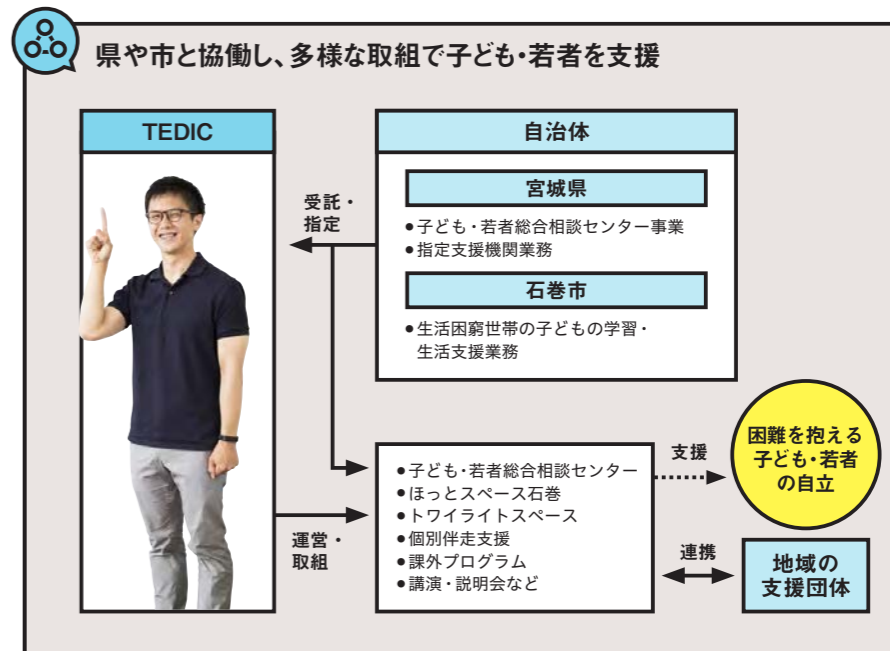 県や市と協働し、多様な取組で子ども・若者を支援
TEDIC
自治体
宮城県
●子ども・若者総合相談センター事業
●指定支援機関業務
石巻市
●生活困窮世帯の子どもの学習・
生活支援業務
受託・
指定
●子ども・若者総合相談センター
●ほっとスペース石巻
●トワイライトスペース
●個別伴走支援
●課外プログラム
●講演・説明会など
運営・
取組
支援
困難を抱える
子ども・若者
の自立
連携
地域の
支援団体